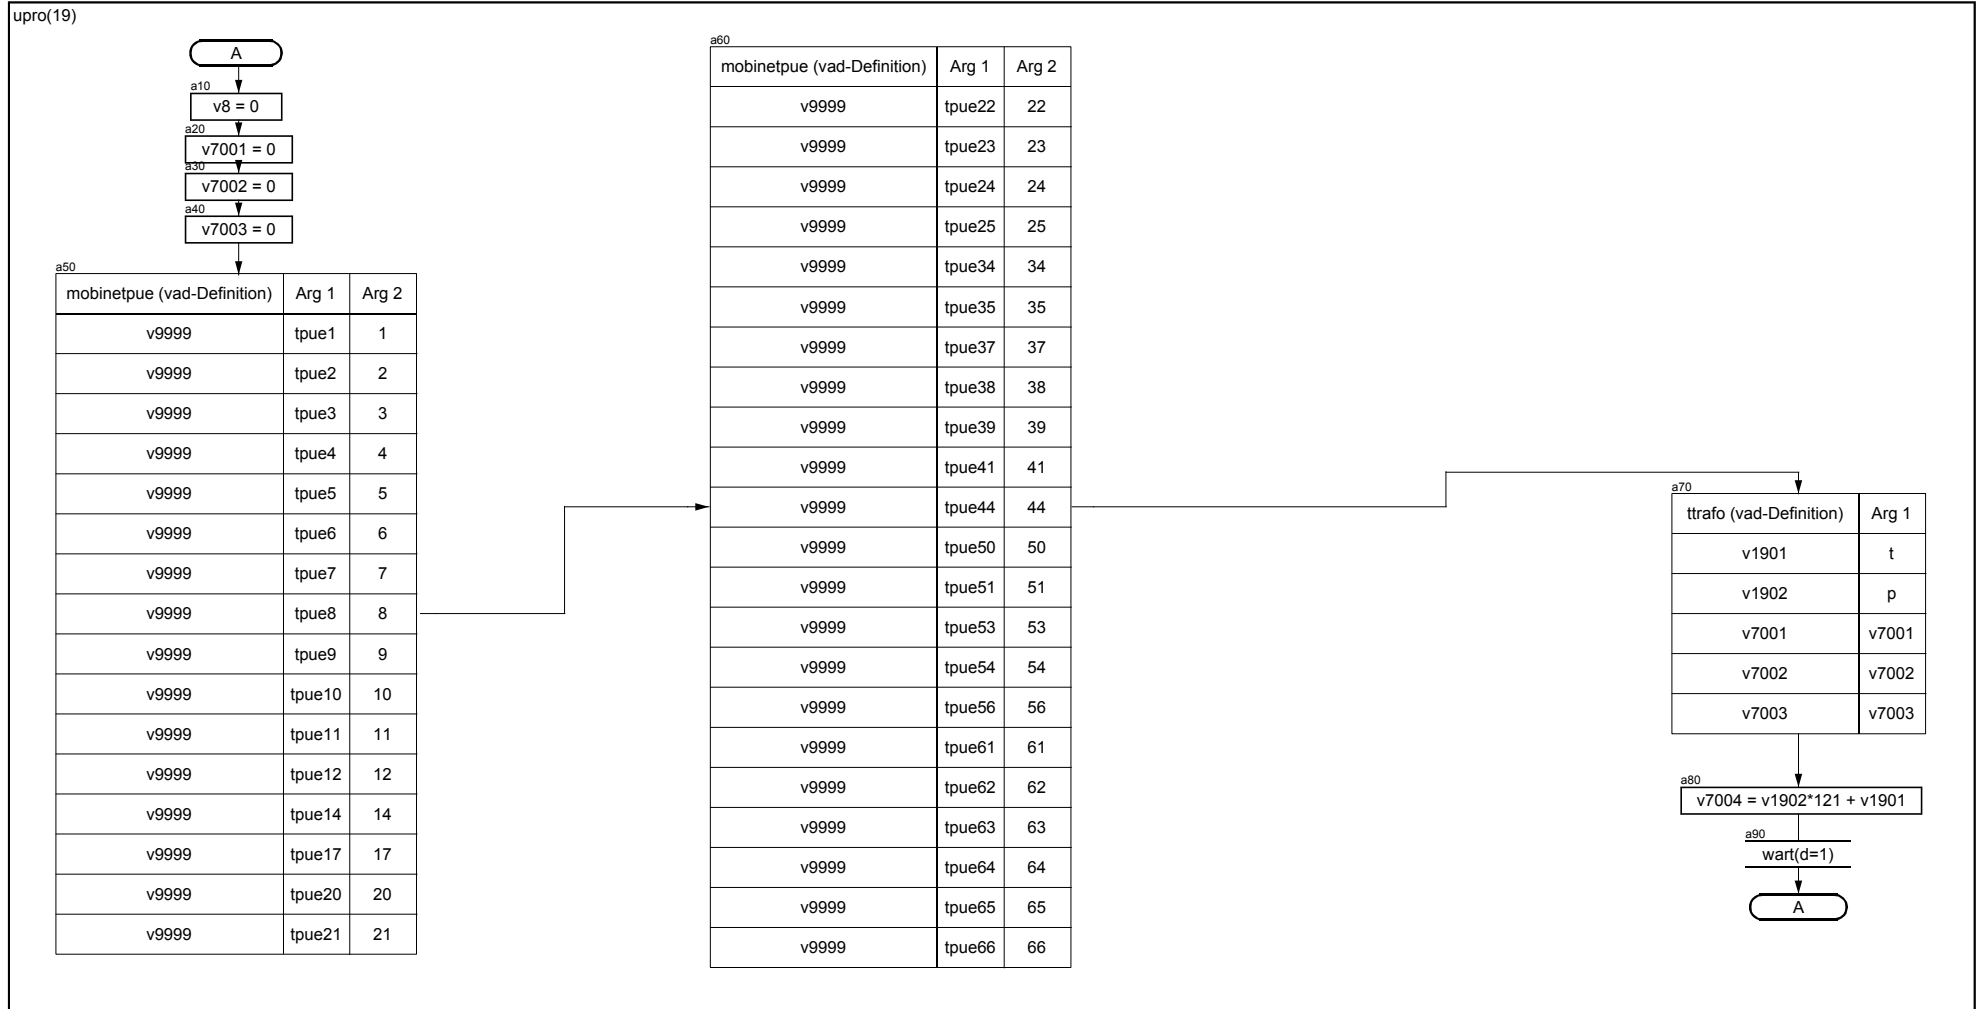 upro(19)
A
a10
v8 = 0
a20
v7001 = 0
a30
v7002 = 0
a40
v7003 = 0
a50
mobinetpue (vad-Definition) Arg 1 Arg 2
v9999 tpue1 1
v9999 tpue2 2
v9999 tpue3 3
v9999 tpue4 4
v9999 tpue5 5
v9999 tpue6 6
v9999 tpue7 7
v9999 tpue8 8
v9999 tpue9 9
v9999 tpue10 10
v9999 tpue11 11
v9999 tpue12 12
v9999 tpue14 14
v9999 tpue17 17
v9999 tpue20 20
v9999 tpue21 21
a60
mobinetpue (vad-Definition) Arg 1 Arg 2
v9999 tpue22 22
v9999 tpue23 23
v9999 tpue24 24
v9999 tpue25 25
v9999 tpue34 34
v9999 tpue35 35
v9999 tpue37 37
v9999 tpue38 38
v9999 tpue39 39
v9999 tpue41 41
v9999 tpue44 44
v9999 tpue50 50
v9999 tpue51 51
v9999 tpue53 53
v9999 tpue54 54
v9999 tpue56 56
v9999 tpue61 61
v9999 tpue62 62
v9999 tpue63 63
v9999 tpue64 64
v9999 tpue65 65
v9999 tpue66 66
a70
ttrafo (vad-Definition) Arg 1
v1901 t
v1902 p
v7001 v7001
v7002 v7002
v7003 v7003
a80
v7004 = v1902*121 + v1901
a90
wart(d=1)
A